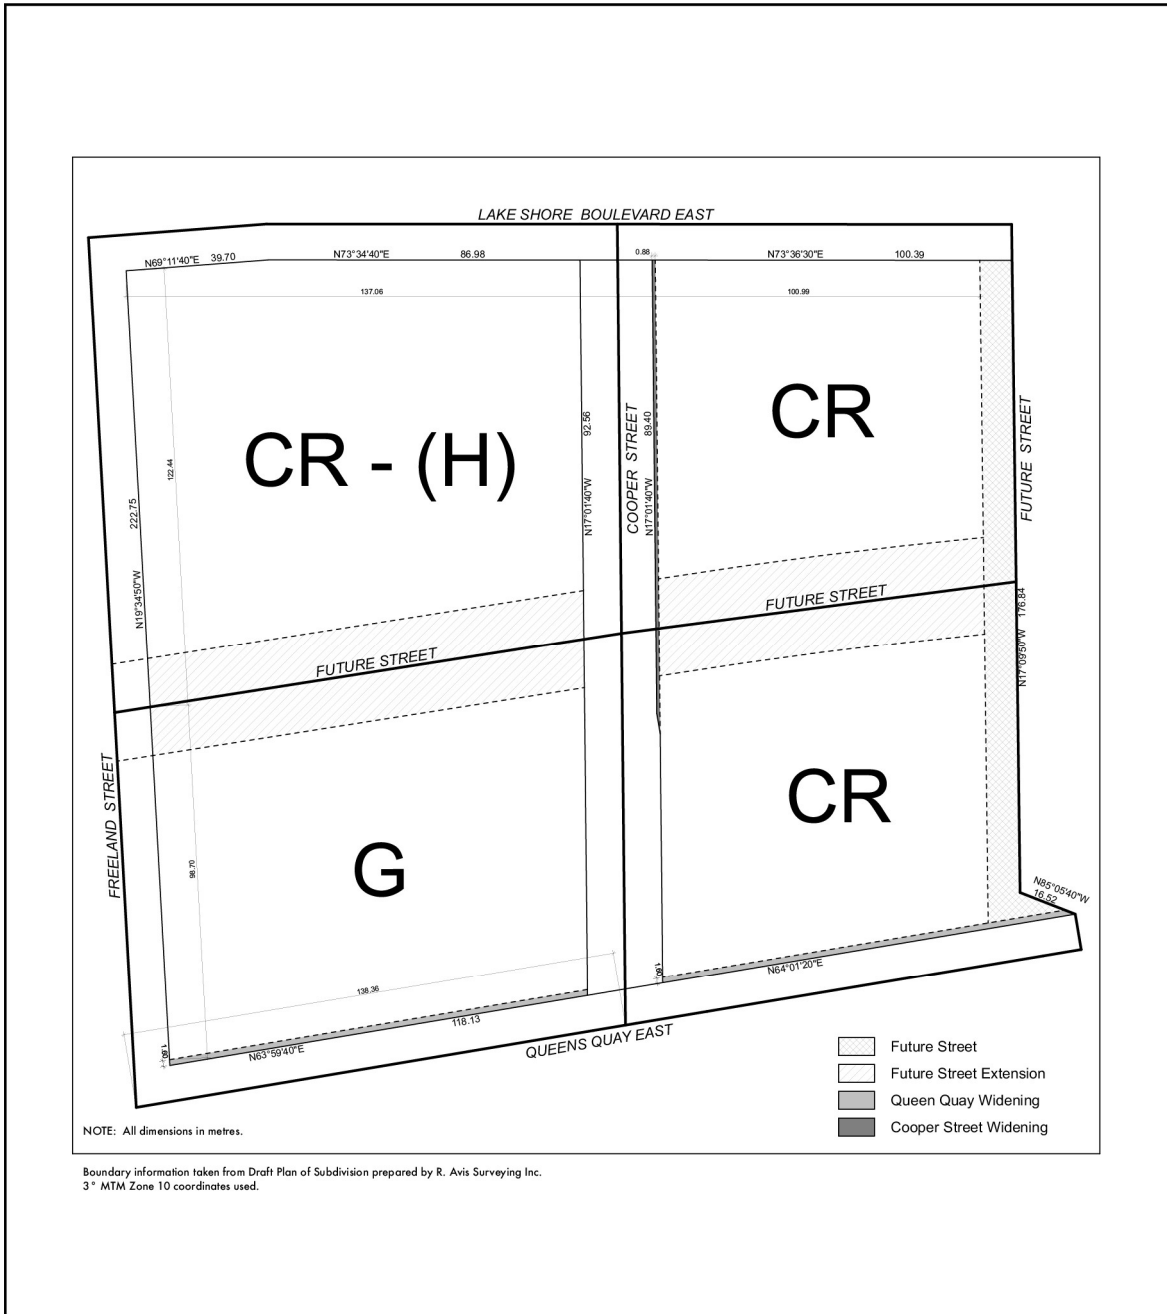 LAKE SHORE BOULEVARD EAST
N69°11'40"E 39.70
N73°34'40"E 86.98
0.88
N73°36'30"E 100.39
137.06
100.99
CR - (H)
CR
122.44
222.75
N19°34'50"W
92.56
N17°01'40"W
COOPER STREET
89.40
N17°01'40"W
FUTURE STREET
FUTURE STREET
FUTURE STREET
N17°09'50"W 176.84
FREELAND STREET
G
CR
98.70
N85°05'40"W
16.52
138.36
1.60
N64°01'20"E
1.60
N63°59'40"E
118.13
QUEENS QUAY EAST
Future Street
Future Street Extension
Queen Quay Widening
Cooper Street Widening
NOTE: All dimensions in metres.
Boundary information taken from Draft Plan of Subdivision prepared by R. Avis Surveying Inc.
3° MTM Zone 10 coordinates used.